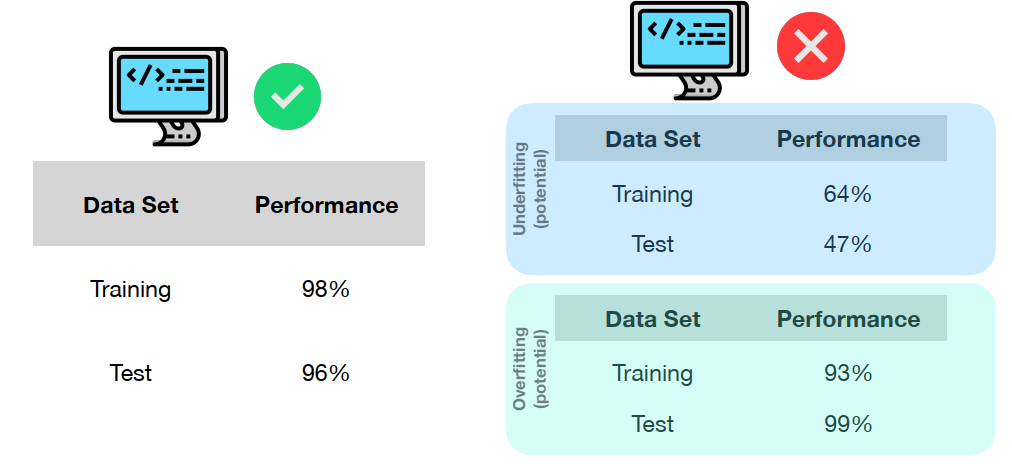 </>
Data Set Performance
Training 98%
Test 96%
</>
Underfitting
(potential)
Data Set Performance
Training 64%
Test 47%
Overfitting
(potential)
Data Set Performance
Training 93%
Test 99%